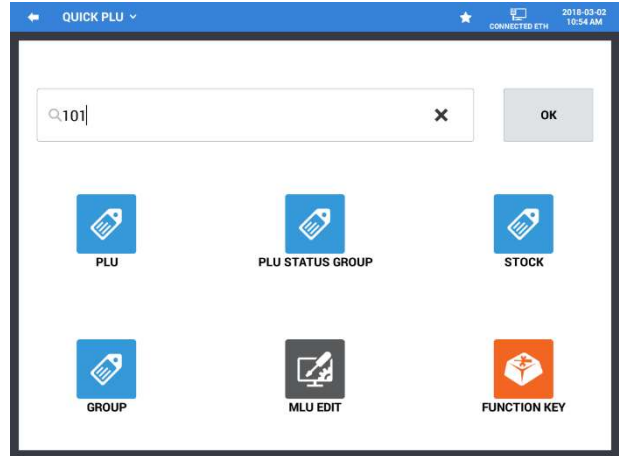 QUICK PLU
CONNECTED ETH
2018-03-02
10:54 AM
101
OK
PLU
PLU STATUS GROUP
STOCK
GROUP
MLU EDIT
FUNCTION KEY